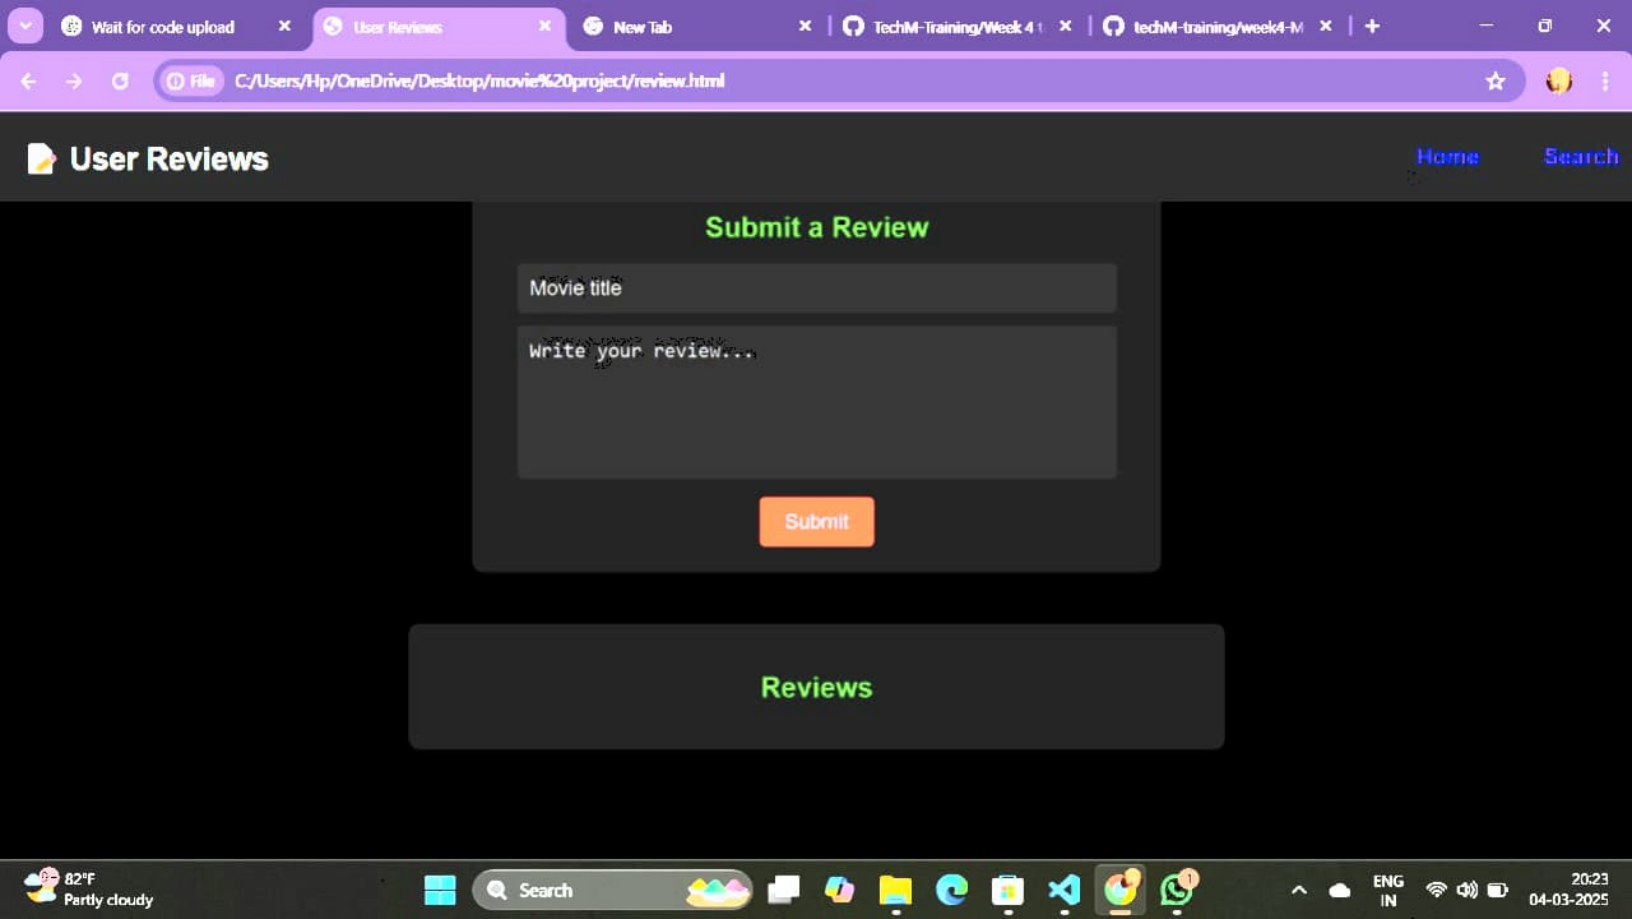 Wait for code upload
User Reviews
New Tab
TechM-Training/Week 4 t
techM-training/week4-M
File
C:/Users/Hp/OneDrive/Desktop/movie%20project/review.html
User Reviews
Home
Search
Submit a Review
Movie title
Write your review...
Submit
Reviews
82°F
Partly cloudy
Search
1
ENG
IN
20:23
04-03-2025